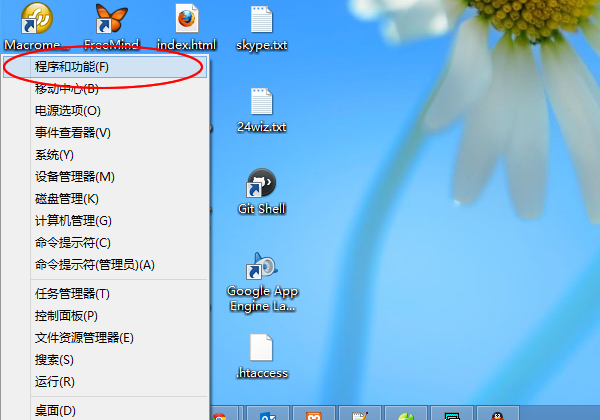 Macrome...
FreeMind
index.html
skype.txt
程序和功能(F)
移动中心(B)
电源选项(O)
事件查看器(V)
系统(Y)
设备管理器(M)
磁盘管理(K)
计算机管理(G)
命令提示符(C)
命令提示符(管理员)(A)
任务管理器(T)
控制面板(P)
文件资源管理器(E)
搜索(S)
运行(R)
桌面(D)
24wiz.txt
Git Shell
Google App
Engine La...
.htaccess